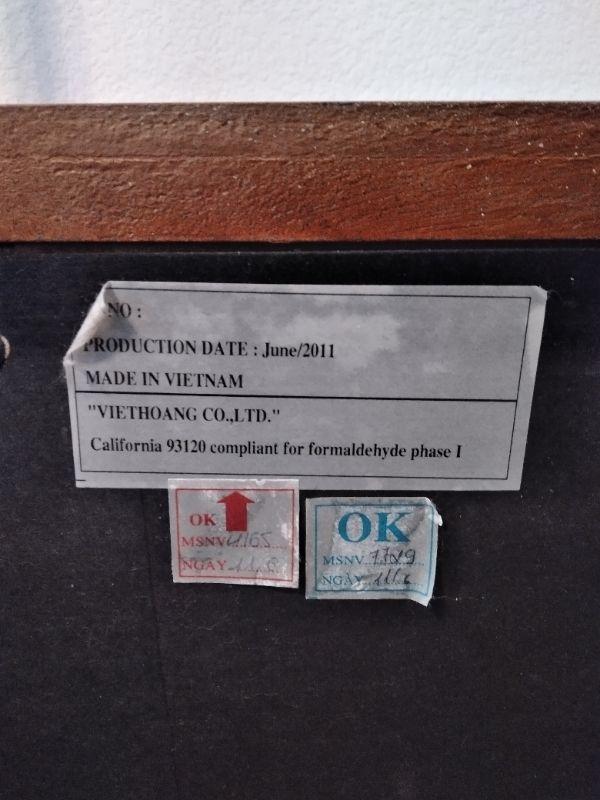 NO :
PRODUCTION DATE : June/2011
MADE IN VIETNAM
"VIETHOANG CO.,LTD."
California 93120 compliant for formaldehyde phase I
OK
MSNV
NGÀY
OK
MSNV
NGÀY